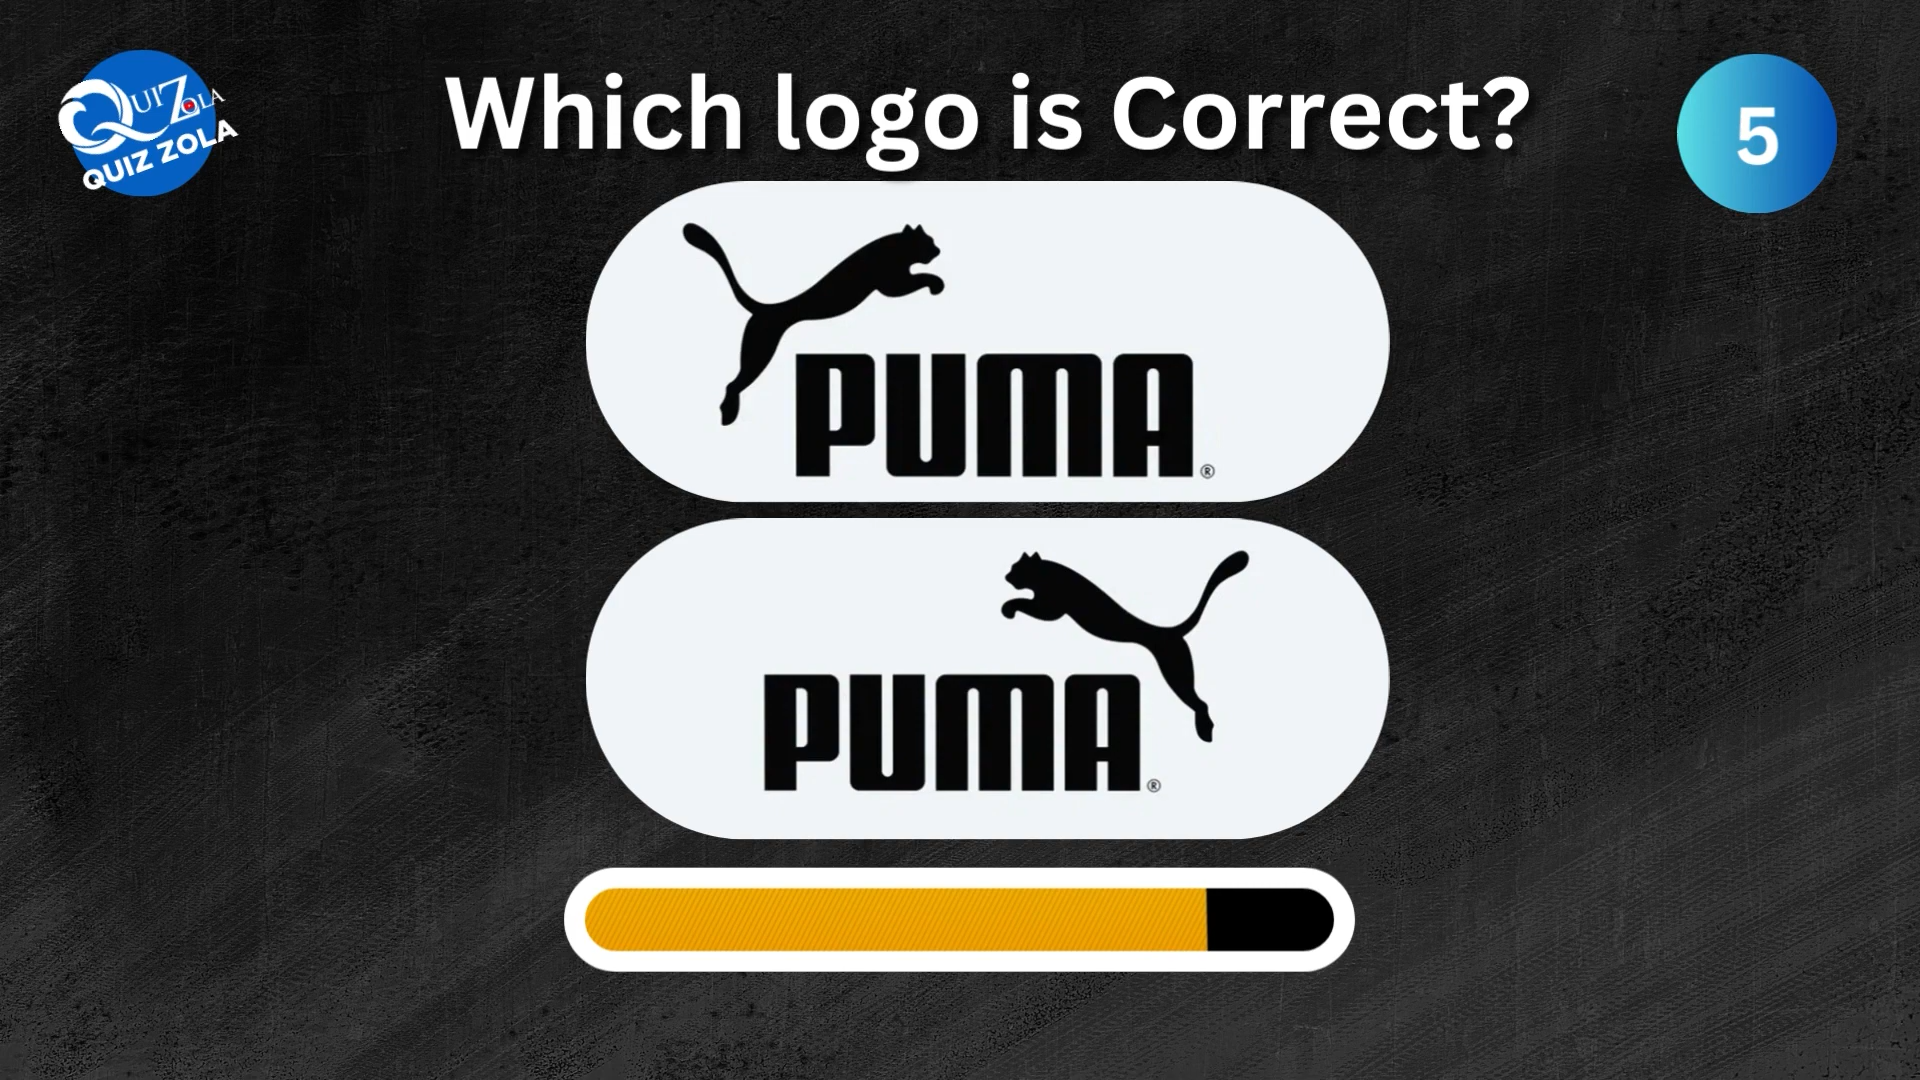 QUIZOLA
QUIZ ZOLA
Which logo is Correct?
5
PUMA®
PUMA®